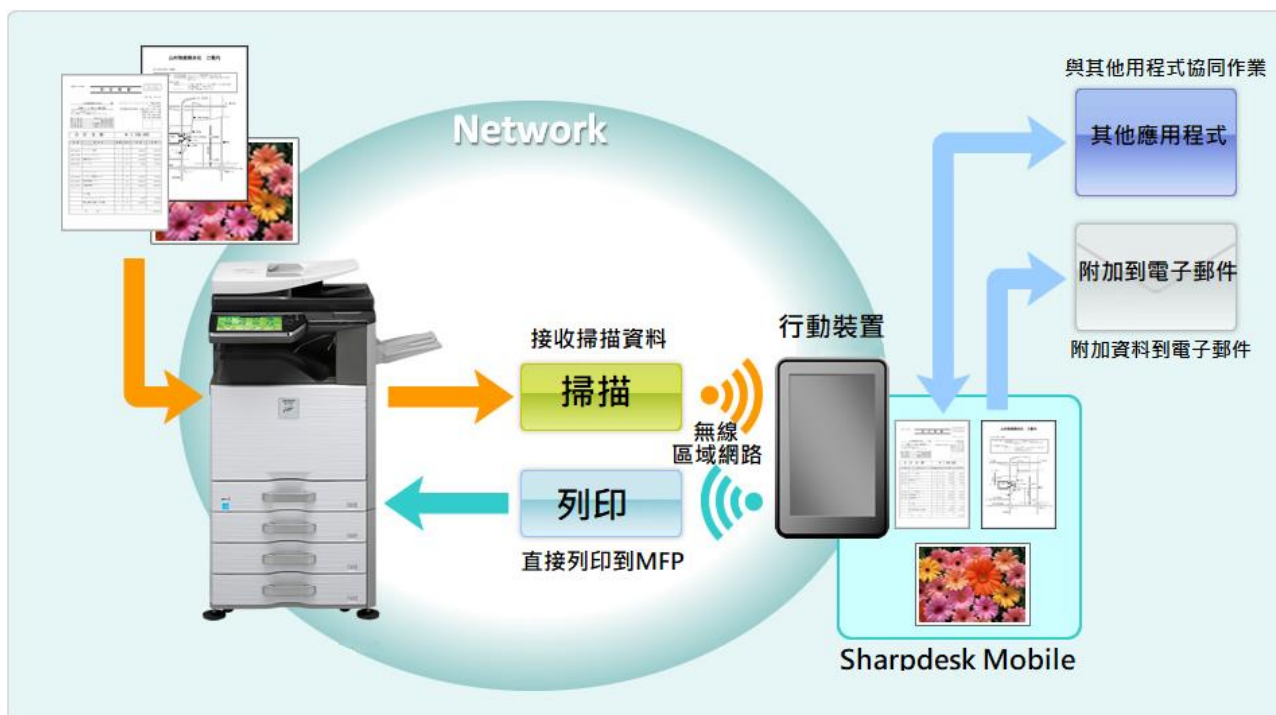 與其他用程式協同作業
其他應用程式
Network
附加到電子郵件
附加資料到電子郵件
行動裝置
接收掃描資料
掃描
無線
區域網路
列印
直接列印到MFP
Sharpdesk Mobile